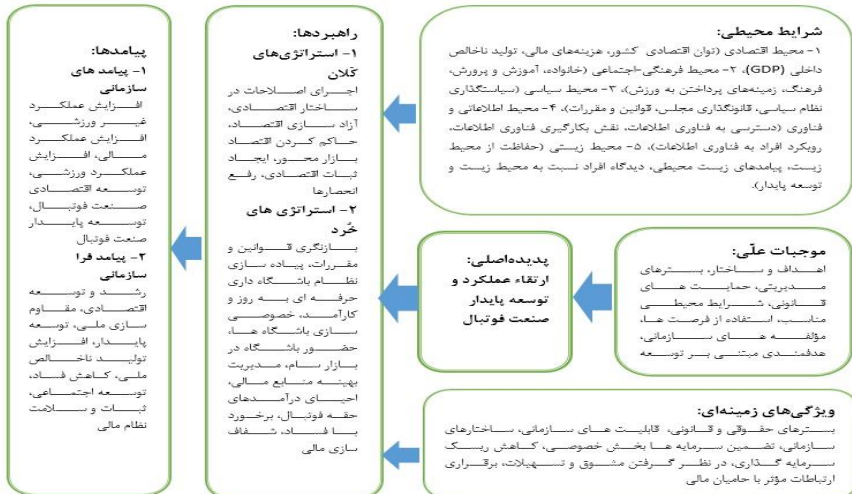 شرایط محیطی:
۱- محیط اقتصادی (توان اقتصادی کشور، هزینه‌های مالی، تولید ناخالص
داخلی (GDP)، ۲- محیط فرهنگی-اجتماعی (خانواده، آموزش و پرورش،
فرهنگ، زمینه‌های پرداختن به ورزش)، ۳- محیط سیاسی (سیاستگذاری
نظام سیاسی، قانونگذاری مجلس، قوانین و مقررات)، ۴- محیط اطلاعاتی و
فناوری (دسترسی به فناوری اطلاعات، نقش بکارگیری فناوری اطلاعات،
رویکرد افراد به فناوری اطلاعات)، ۵- محیط زیستی (حفاظت از محیط
زیست، پیامدهای زیست محیطی، دیدگاه افراد نسبت به محیط زیست و
توسعه پایدار).
موجبات علّی:
اهداف و ساختار، بسترهای
مدیریتی، حمایت های
قانونی، شرایط محیطی
مناسب، استفاده از فرصت ها،
مؤلفه های سازمانی،
هدفمندی مبتنی بر توسعه
پدیده‌اصلی:
ارتقاء عملکرد و
توسعه پایدار
صنعت فوتبال
ویژگی‌های زمینه‌ای:
بسترهای حقوقی و قانونی، قابلیت های سازمانی، ساختارهای
سازمانی، تضمین سرمایه ها بخش خصوصی، کاهش ریسک
سرمایه گذاری، در نظر گرفتن مشوق و تسهیلات، برقراری
ارتباطات مؤثر با حامیان مالی
راهبردها:
۱- استراتژی‌های
کلان
اجرای اصلاحات در
ساختار اقتصادی،
آزاد سازی اقتصاد،
حاکم کردن اقتصاد
بازار محور، ایجاد
ثبات اقتصادی، رفع
انحصارها
۲- استراتژی های
خُرد
بازنگری قوانین و
مقررات، پیاده سازی
نظام باشگاه داری
حرفه ای به روز و
کارآمد، خصوصی
سازی باشگاه ها،
حضور باشگاه در
بازار سهام، مدیریت
بهینه منابع مالی،
احیای درآمدهای
حقه فوتبال، برخورد
با فساد، شفاف
سازی مالی
پیامدها:
۱- پیامد های
سازمانی
افزایش عملکرد
غیر ورزشی،
افزایش عملکرد
مالی، افزایش
عملکرد ورزشی،
توسعه اقتصادی
صنعت فوتبال،
توسعه پایدار
صنعت فوتبال
۲- پیامد فرا
سازمانی
رشد و توسعه
اقتصادی، مقاوم
سازی ملی، توسعه
پایدار، افزایش
تولید ناخالص
ملی، کاهش فساد،
توسعه اجتماعی،
ثبات و سلامت
نظام مالی